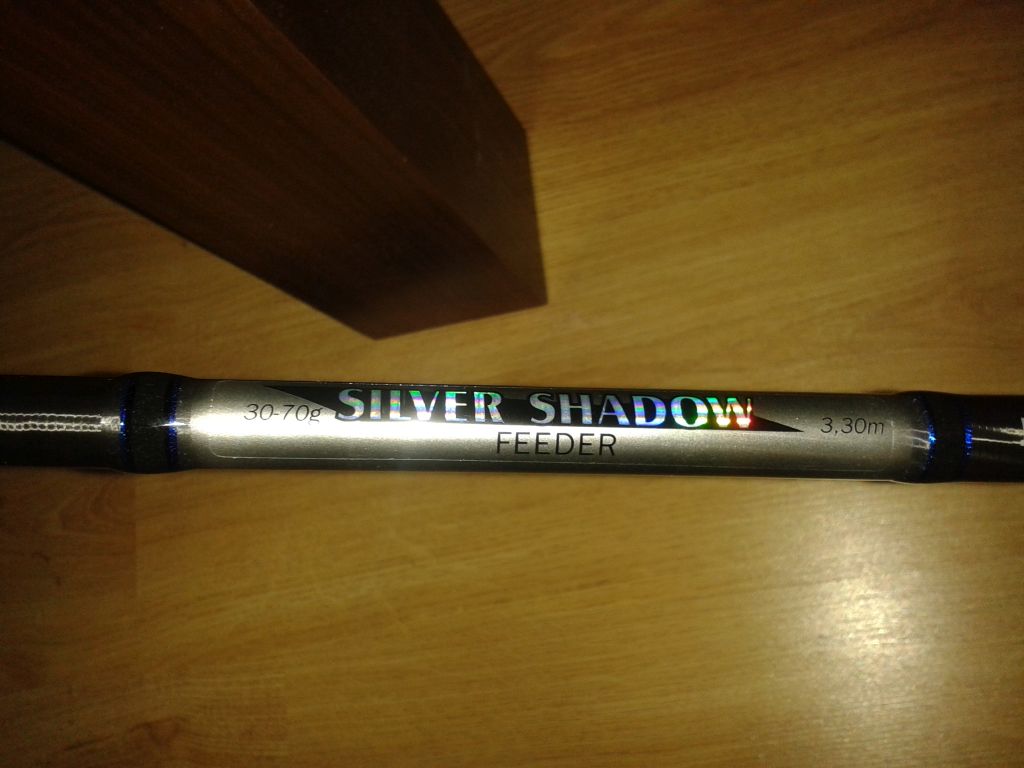 30-70g SILVER SHADOW 3,30m
FEEDER